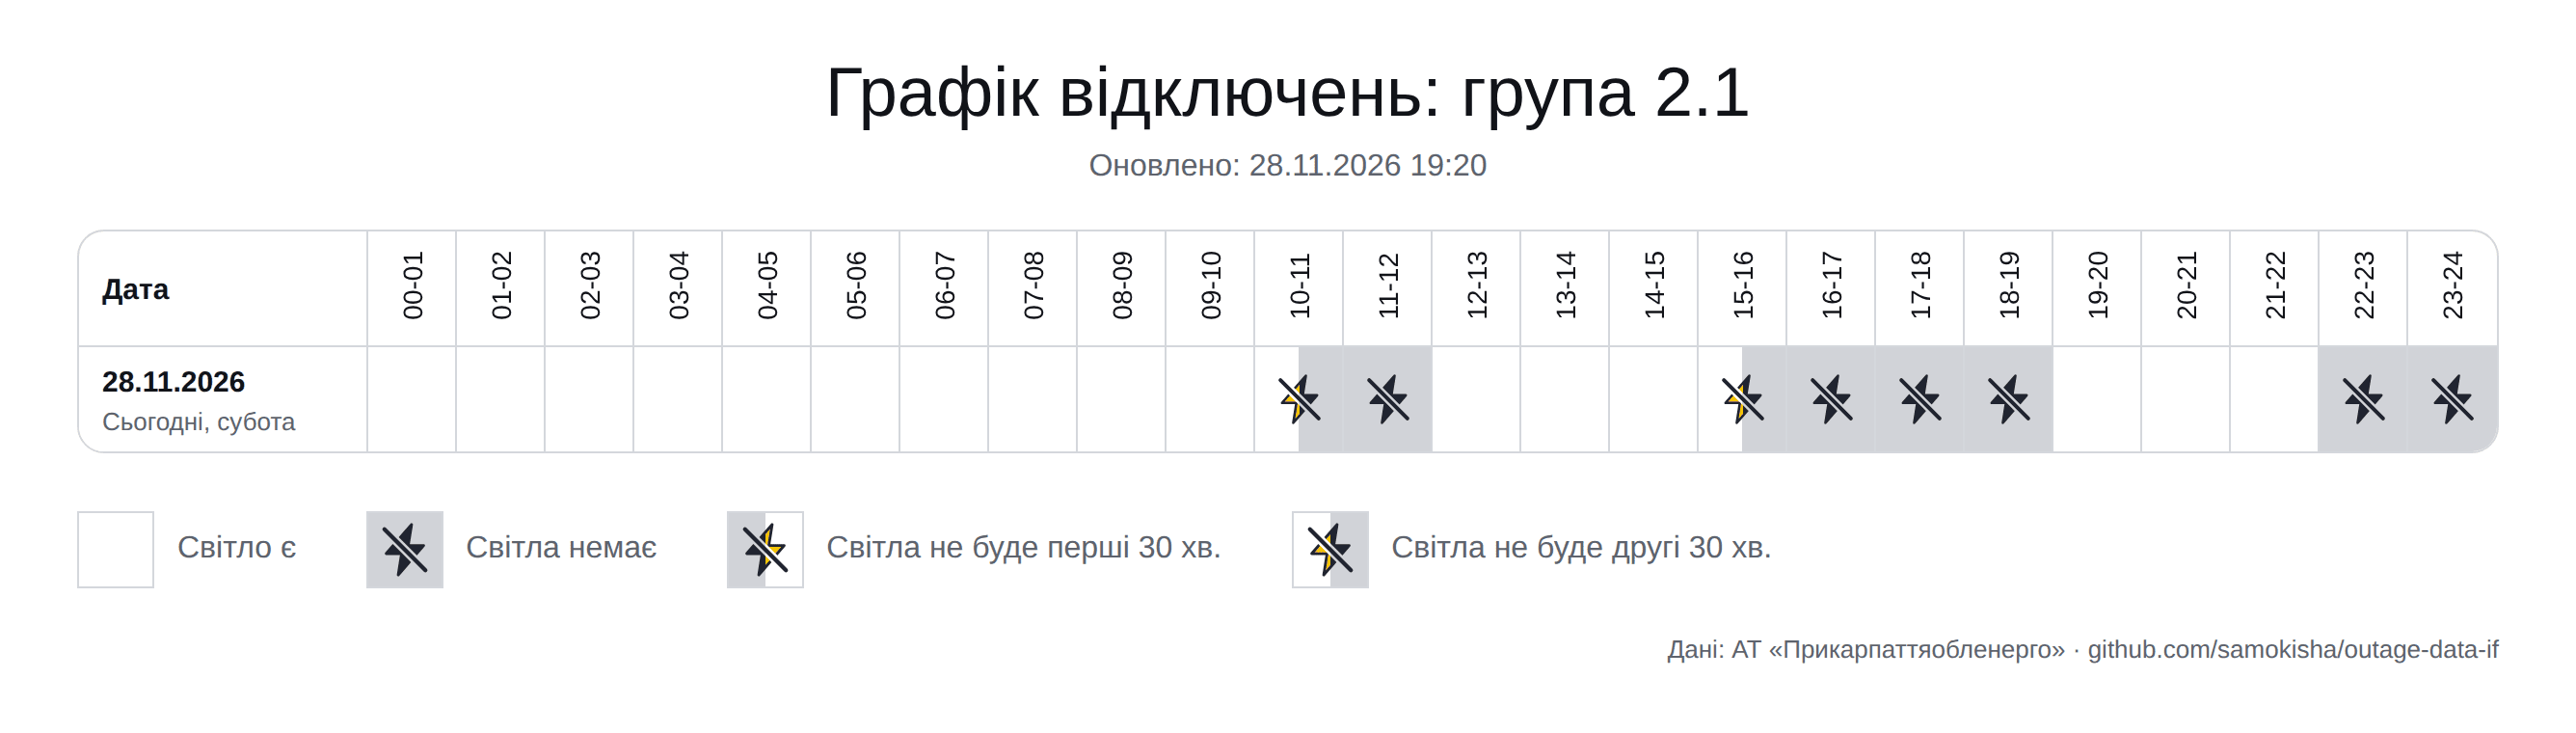 Графік відключень: група 2.1
Оновлено: 28.11.2026 19:20
Дата 00-01 01-02 02-03 03-04 04-05 05-06 06-07 07-08 08-09 09-10 10-11 11-12 12-13 13-14 14-15 15-16 16-17 17-18 18-19 19-20 20-21 21-22 22-23 23-24
28.11.2026
Сьогодні, субота
Світло є Світла немає Світла не буде перші 30 хв. Світла не буде другі 30 хв.
Дані: АТ «Прикарпаттяобленерго» · github.com/samokisha/outage-data-if